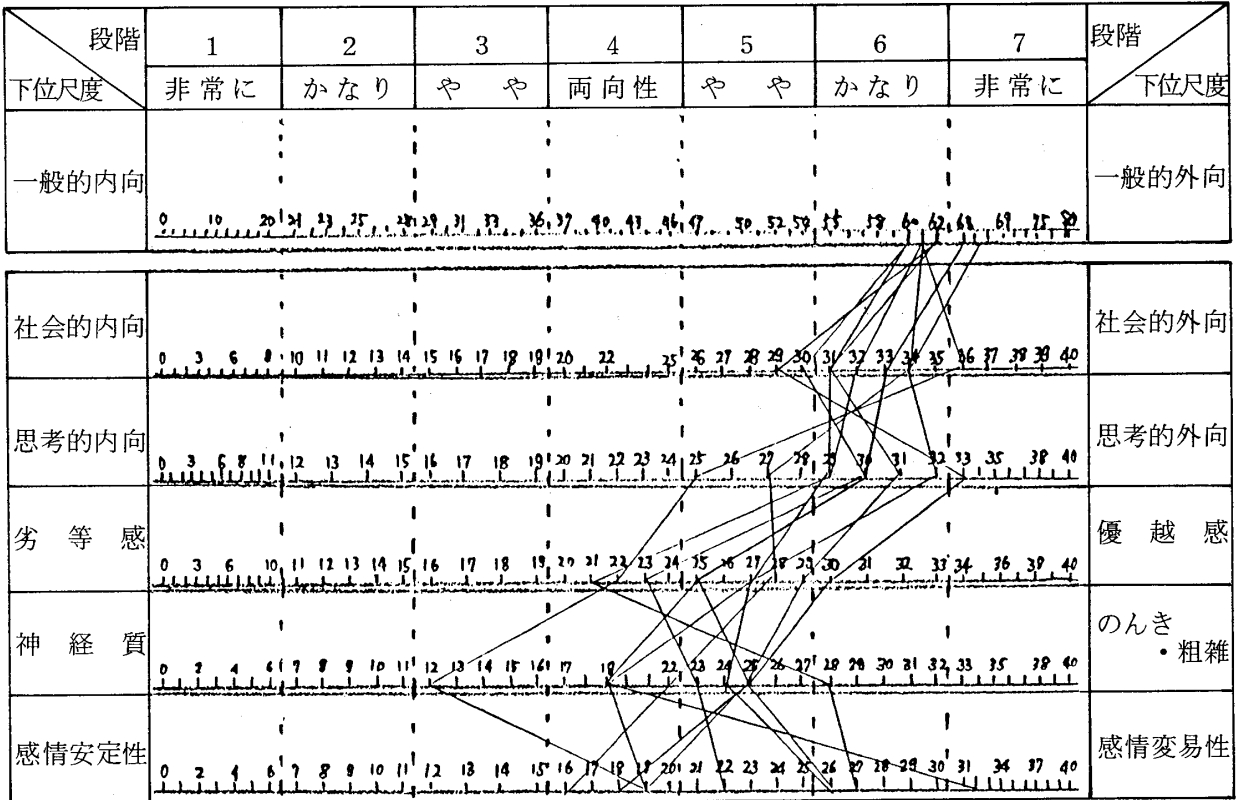 段階 1 2 3 4 5 6 7 段階
下位尺度 非常に かなり やや 両向性 やや かなり 非常に 下位尺度
一般的内向 一般的外向
0 10 20 21 23 25 28 29 31 33 36 37 40 43 46 47 50 52 54 55 58 60 62 63 69 75 80
社会的内向 社会的外向
0 3 6 8 10 11 12 13 14 15 16 17 18 19 20 22 25 26 27 28 29 30 31 32 33 34 35 36 37 38 39 40
思考的内向 思考的外向
0 3 6 8 11 12 13 14 15 16 17 18 19 20 21 22 23 24 25 26 27 28 29 30 31 32 33 35 38 40
劣等感 優越感
0 3 6 10 11 12 13 14 15 16 17 18 19 20 21 22 23 24 25 26 27 28 29 30 31 32 33 34 36 38 40
神経質 のんき
・粗雑
0 2 4 6 7 8 9 10 11 12 13 14 15 16 17 19 22 23 24 25 26 27 28 29 30 31 32 33 35 38 40
感情安定性 感情変易性
0 2 4 6 7 8 9 10 11 12 13 14 15 16 17 18 19 20 21 22 23 24 25 26 27 28 29 30 31 34 37 40